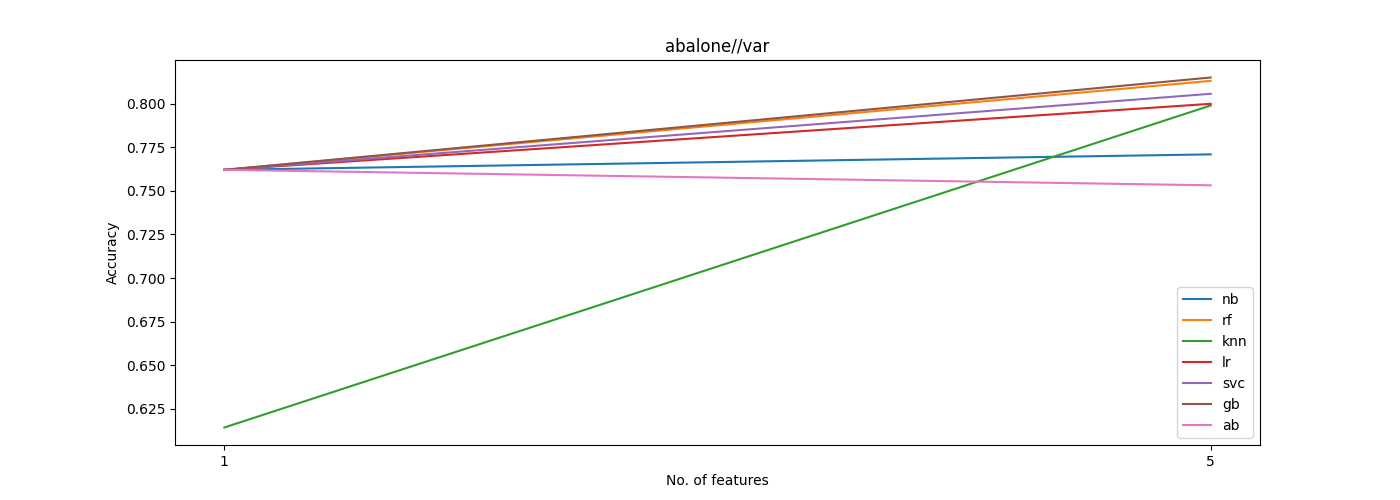 abalone//var
Accuracy
0.800
0.775
0.750
0.725
0.700
0.675
0.650
0.625
1
5
No. of features
nb
rf
knn
lr
svc
gb
ab